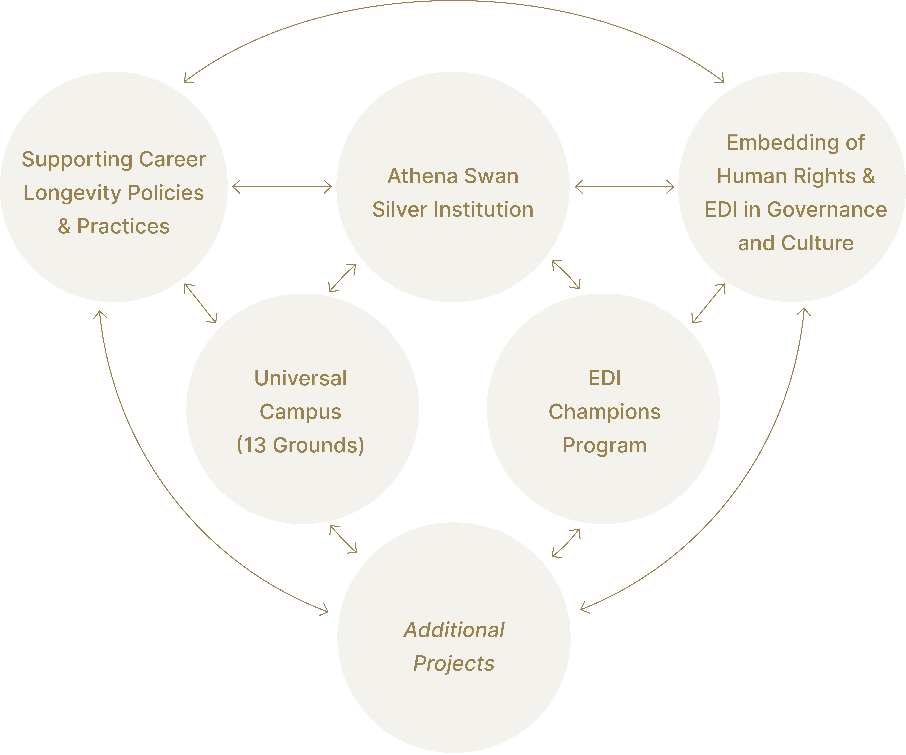 Supporting Career
Longevity Policies
& Practices
Athena Swan
Silver Institution
Embedding of
Human Rights &
EDI in Governance
and Culture
Universal
Campus
(13 Grounds)
EDI
Champions
Program
Additional
Projects